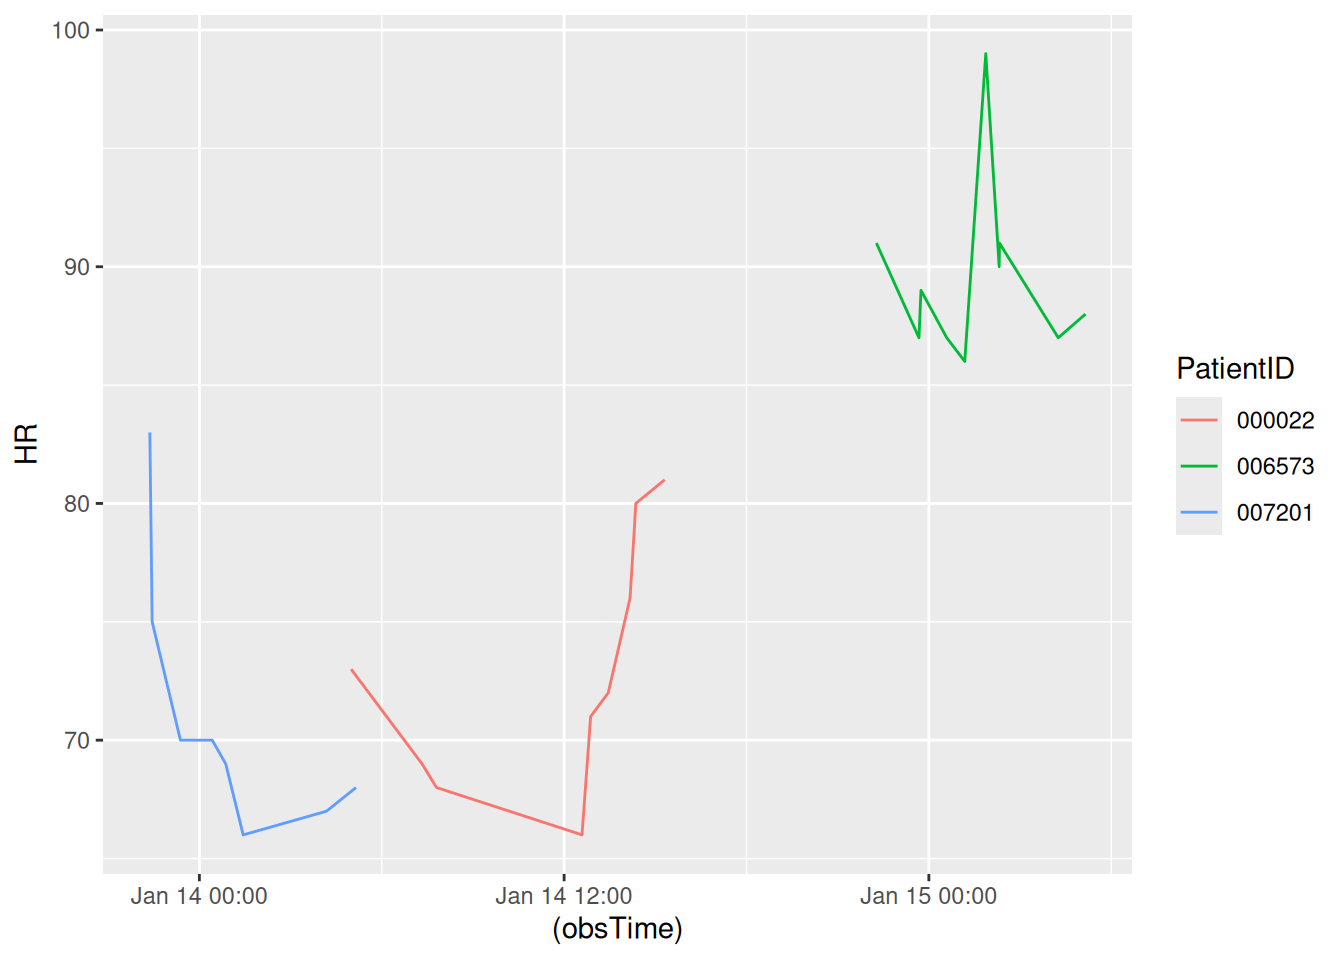 100
90
80
70
HR
Jan 14 00:00
Jan 14 12:00
Jan 15 00:00
(obsTime)
PatientID
000022
006573
007201